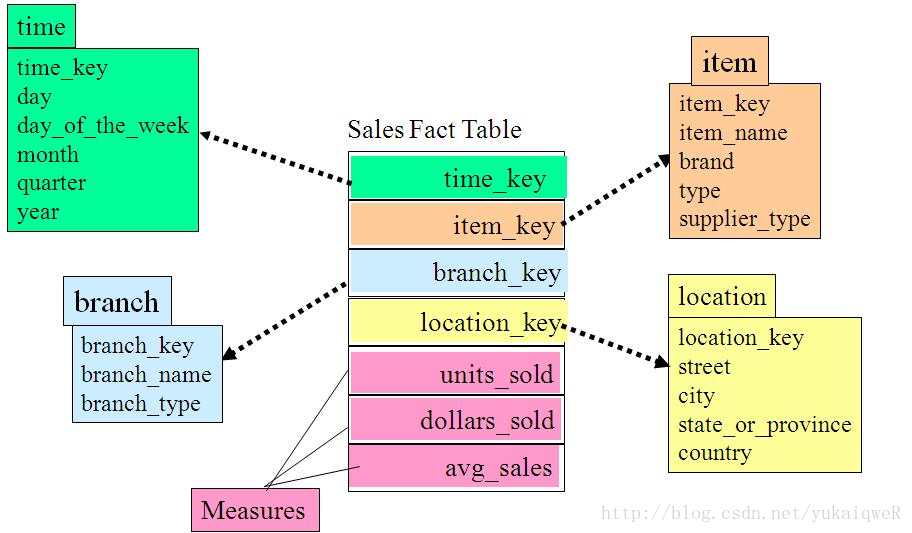 time
time_key
day
day_of_the_week
month
quarter
year
item
item_key
item_name
brand
type
supplier_type
Sales Fact Table
time_key
item_key
branch_key
location_key
units_sold
dollars_sold
avg_sales
branch
branch_key
branch_name
branch_type
location
location_key
street
city
state_or_province
country
Measures
http://blog.csdn.net/yukaiqweR